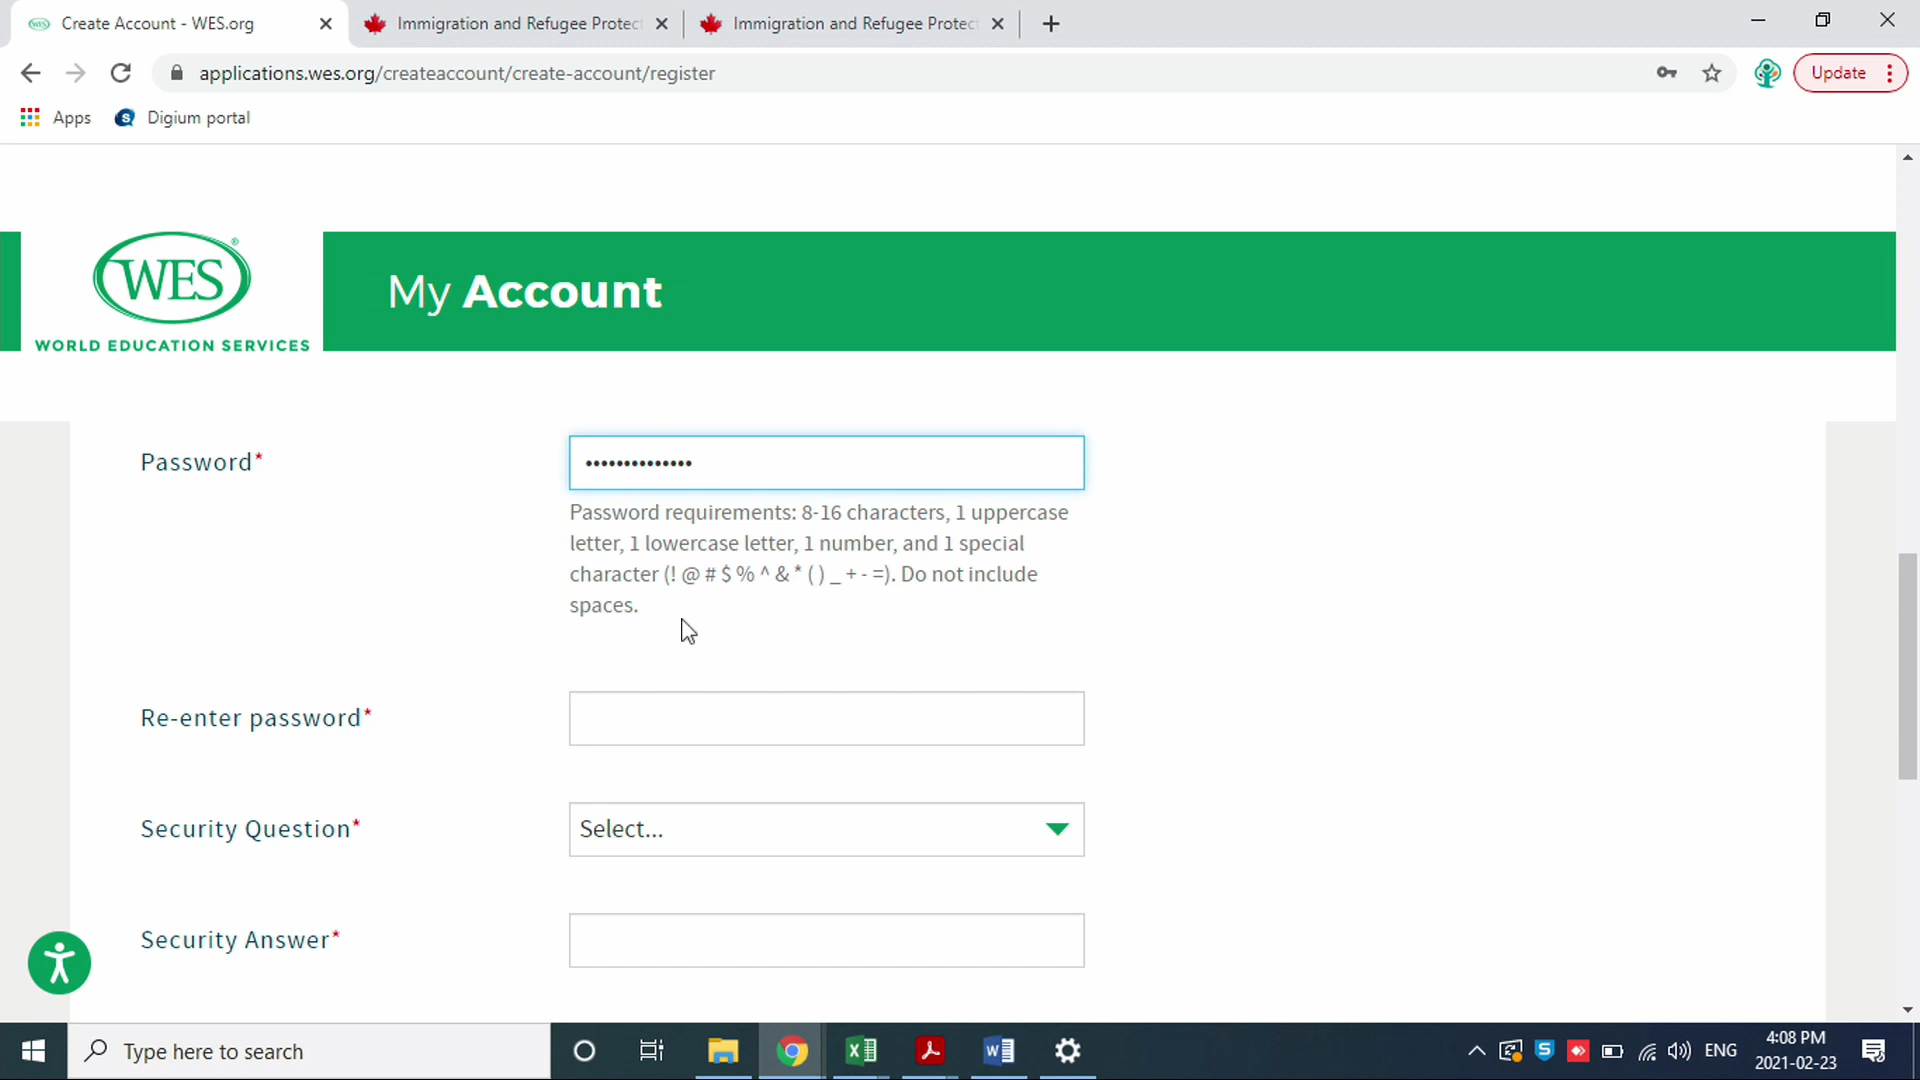 Create Account - WES.org
Immigration and Refugee Protec
Immigration and Refugee Protec
applications.wes.org/createaccount/create-account/register
Update
Apps
Digium portal
WES
WORLD EDUCATION SERVICES
My Account
Password*
••••••••••••••
Password requirements: 8-16 characters, 1 uppercase
letter, 1 lowercase letter, 1 number, and 1 special
character (! @ # $ % ^ & * ( ) _ + - =). Do not include
spaces.
Re-enter password*
Security Question*
Select...
Security Answer*
Type here to search
ENG
4:08 PM
2021-02-23